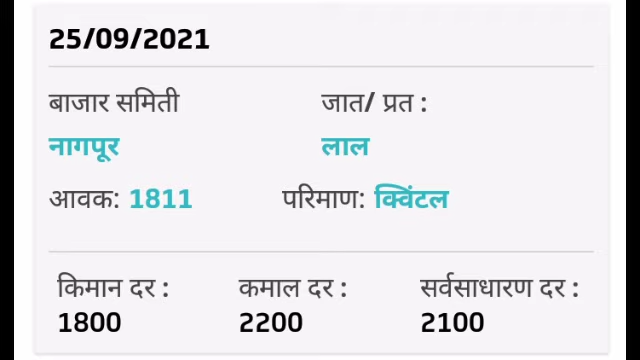 25/09/2021
बाजार समिती जात/ प्रत :
नागपूर लाल
आवक: 1811 परिमाण: क्विंटल
किमान दर : कमाल दर : सर्वसाधारण दर :
1800 2200 2100